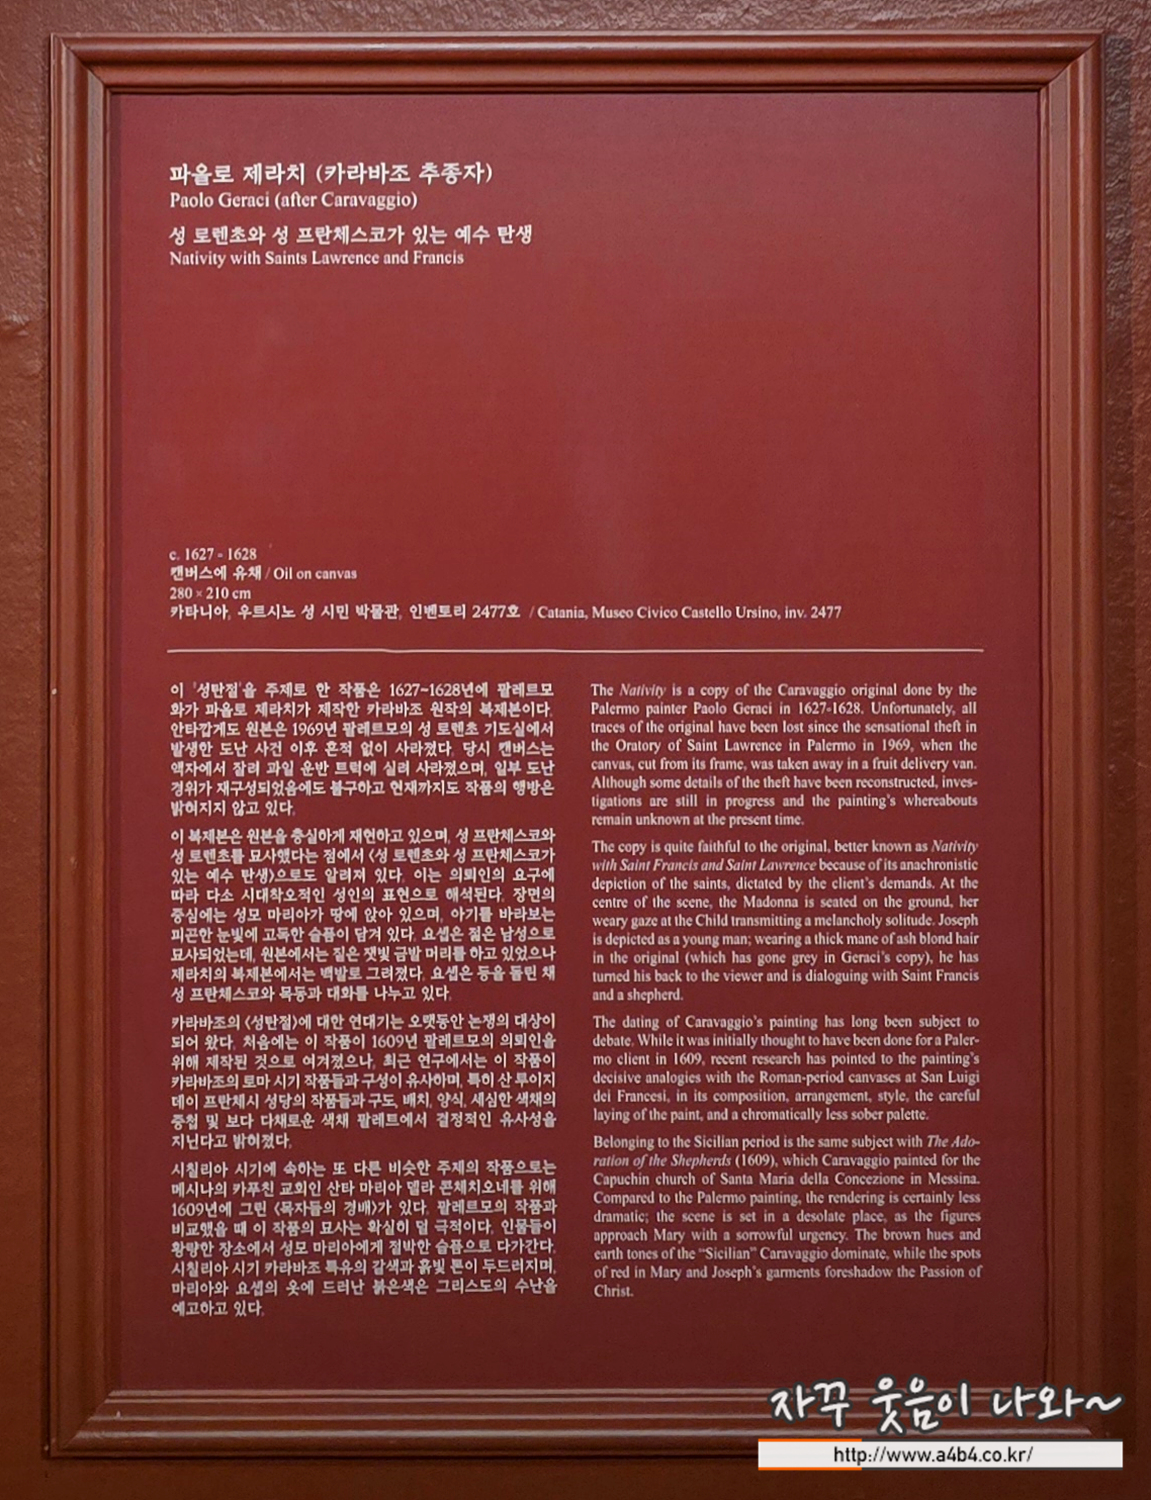 파올로 제라치 (카라바조 추종자)
Paolo Geraci (after Caravaggio)
성 로렌초와 성 프란체스코가 있는 예수 탄생
Nativity with Saints Lawrence and Francis
c. 1627 - 1628
캔버스에 유채 / Oil on canvas
280 × 210 cm
카타니아, 우르시노 성 시민 박물관, 인벤토리 2477호 / Catania, Museo Civico Castello Ursino, inv. 2477
이 '성탄절'을 주제로 한 작품은 1627~1628년에 팔레르모
화가 파올로 제라치가 제작한 카라바조 원작의 복제본이다.
안타깝게도 원본은 1969년 팔레르모의 성 로렌초 기도실에서
발생한 도난 사건 이후 흔적 없이 사라졌다. 당시 캔버스는
액자에서 잘려 과일 운반 트럭에 실려 사라졌으며, 일부 도난
경위가 재구성되었음에도 불구하고 현재까지도 작품의 행방은
밝혀지지 않고 있다.
이 복제본은 원본을 충실하게 재현하고 있으며, 성 프란체스코와
성 로렌초를 묘사했다는 점에서 〈성 로렌초와 성 프란체스코가
있는 예수 탄생〉으로도 알려져 있다. 이는 의뢰인의 요구에
따라 다소 시대착오적인 성인의 표현으로 해석된다. 장면의
중심에는 성모 마리아가 땅에 앉아 있으며, 아기를 바라보는
피곤한 눈빛에 고독한 슬픔이 담겨 있다. 요셉은 젊은 남성으로
묘사되었는데, 원본에서는 짙은 잿빛 금발 머리를 하고 있었으나
제라치의 복제본에서는 백발로 그려졌다. 요셉은 등을 돌린 채
성 프란체스코와 목동과 대화를 나누고 있다.
카라바조의 〈성탄절〉에 대한 연대기는 오랫동안 논쟁의 대상이
되어 왔다. 처음에는 이 작품이 1609년 팔레르모의 의뢰인을
위해 제작된 것으로 여겨졌으나, 최근 연구에서는 이 작품이
카라바조의 로마 시기 작품들과 구성이 유사하며, 특히 산 루이지
데이 프란체시 성당의 작품들과 구도, 배치, 양식, 세심한 색채의
중첩 및 보다 다채로운 색채 팔레트에서 결정적인 유사성을
지닌다고 밝혀졌다.
시칠리아 시기에 속하는 또 다른 비슷한 주제의 작품으로는
메시나의 카푸친 교회인 산타 마리아 델라 콘체치오네를 위해
1609년에 그린 〈목자들의 경배〉가 있다. 팔레르모의 작품과
비교했을 때 이 작품의 묘사는 확실히 덜 극적이다. 인물들이
황량한 장소에서 성모 마리아에게 절박한 슬픔으로 다가간다.
시칠리아 시기 카라바조 특유의 갈색과 흙빛 톤이 두드러지며,
마리아와 요셉의 옷에 드러난 붉은색은 그리스도의 수난을
예고하고 있다.
The Nativity is a copy of the Caravaggio original done by the
Palermo painter Paolo Geraci in 1627-1628. Unfortunately, all
traces of the original have been lost since the sensational theft in
the Oratory of Saint Lawrence in Palermo in 1969, when the
canvas, cut from its frame, was taken away in a fruit delivery van.
Although some details of the theft have been reconstructed, inves-
tigations are still in progress and the painting's whereabouts
remain unknown at the present time.
The copy is quite faithful to the original, better known as Nativity
with Saint Francis and Saint Lawrence because of its anachronistic
depiction of the saints, dictated by the client's demands. At the
centre of the scene, the Madonna is seated on the ground, her
weary gaze at the Child transmitting a melancholy solitude. Joseph
is depicted as a young man; wearing a thick mane of ash blond hair
in the original (which has gone grey in Geraci's copy), he has
turned his back to the viewer and is dialoguing with Saint Francis
and a shepherd.
The dating of Caravaggio's painting has long been subject to
debate. While it was initially thought to have been done for a Paler-
mo client in 1609, recent research has pointed to the painting's
decisive analogies with the Roman-period canvases at San Luigi
dei Francesi, in its composition, arrangement, style, the careful
laying of the paint, and a chromatically less sober palette.
Belonging to the Sicilian period is the same subject with The Ado-
ration of the Shepherds (1609), which Caravaggio painted for the
Capuchin church of Santa Maria della Concezione in Messina.
Compared to the Palermo painting, the rendering is certainly less
dramatic; the scene is set in a desolate place, as the figures
approach Mary with a sorrowful urgency. The brown hues and
earth tones of the "Sicilian" Caravaggio dominate, while the spots
of red in Mary and Joseph's garments foreshadow the Passion of
Christ.
자꾸 웃음이 나와~
http://www.a4b4.co.kr/